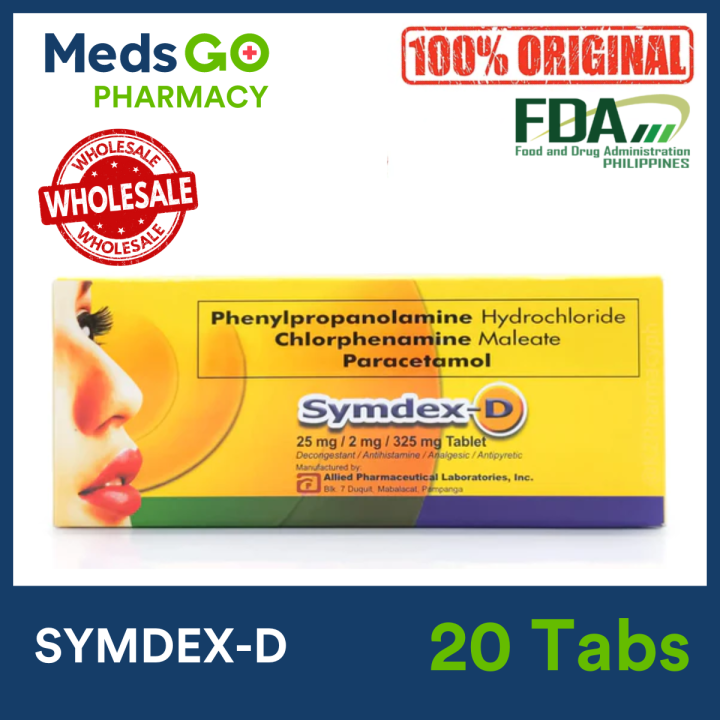 MedsGO
PHARMACY
100% ORIGINAL
FDA
Food and Drug Administration
PHILIPPINES
WHOLESALE
WHOLESALE
WHOLESALE
Phenylpropanolamine Hydrochloride
Chlorphenamine Maleate
Paracetamol
Symdex-D
25 mg / 2 mg / 325 mg Tablet
Decongestant / Antihistamine / Analgesic / Antipyretic
Manufactured by:
Allied Pharmaceutical Laboratories, Inc.
Blk. 7 Duquit, Mabalacat, Pampanga
SYMDEX-D
20 Tabs